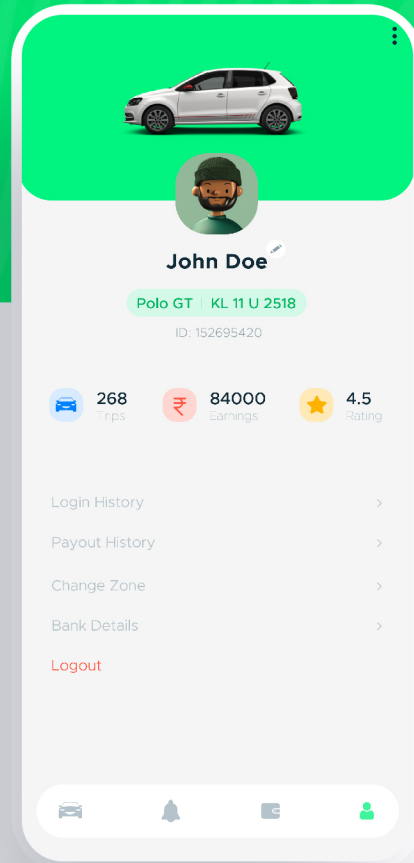 John Doe
Polo GT | KL 11 U 2518
ID: 152695420
268
Trips
₹
84000
Earnings
4.5
Rating
Login History
Payout History
Change Zone
Bank Details
Logout